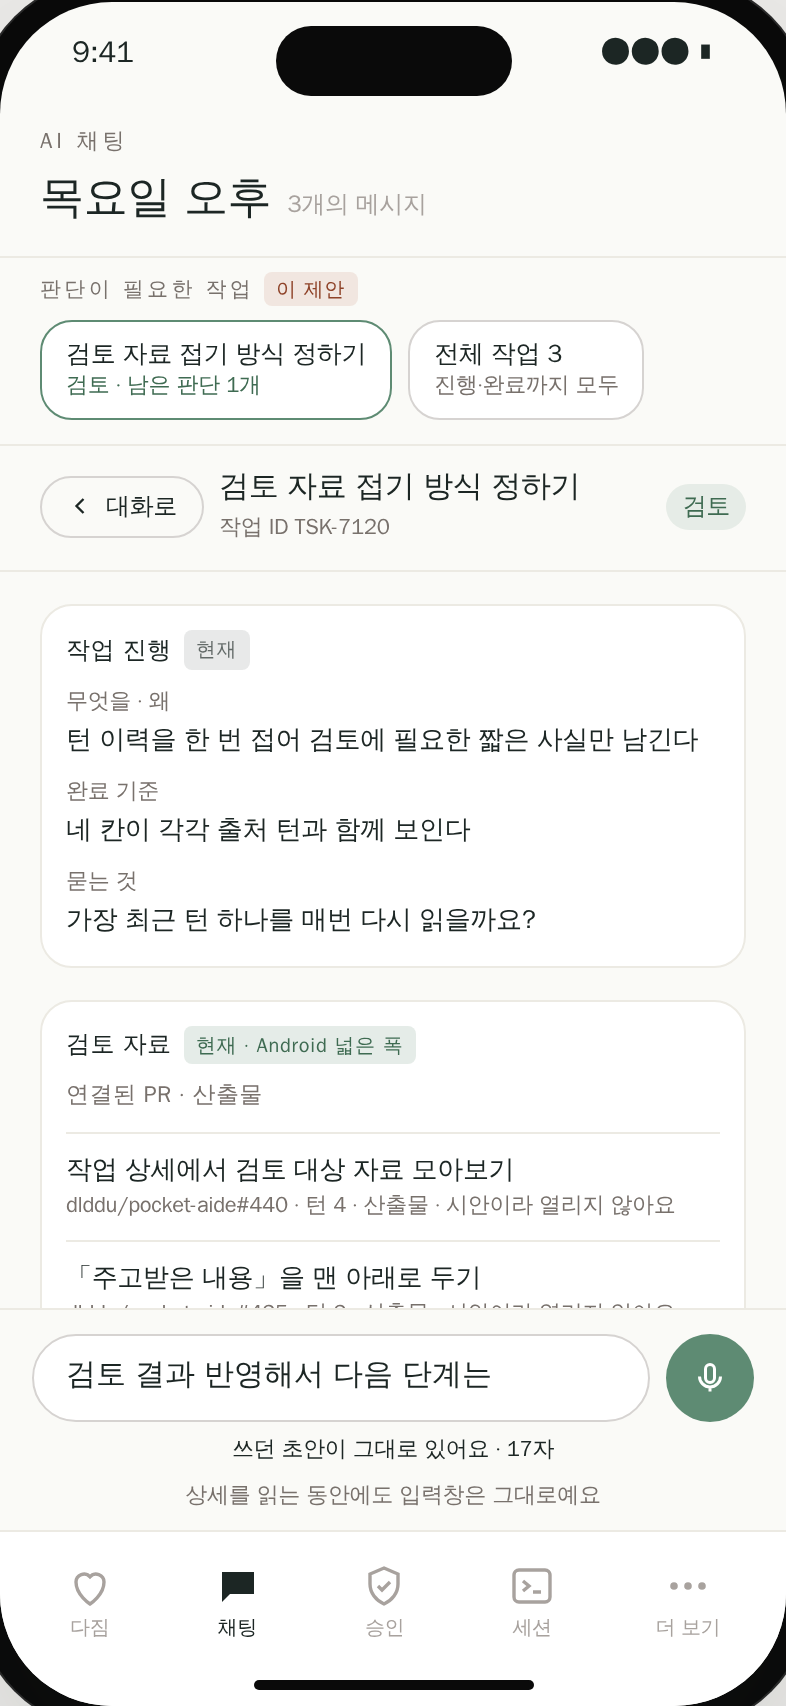 9:41
AI 채팅
목요일 오후 3개의 메시지
판단이 필요한 작업 이 제안
검토 자료 접기 방식 정하기
검토 · 남은 판단 1개
전체 작업 3
진행·완료까지 모두
대화로
검토 자료 접기 방식 정하기
작업 ID TSK-7120
검토
작업 진행 현재
무엇을 · 왜
턴 이력을 한 번 접어 검토에 필요한 짧은 사실만 남긴다
완료 기준
네 칸이 각각 출처 턴과 함께 보인다
묻는 것
가장 최근 턴 하나를 매번 다시 읽을까요?
검토 자료 현재 · Android 넓은 폭
연결된 PR · 산출물
작업 상세에서 검토 대상 자료 모아보기
dlddu/pocket-aide#440 · 턴 4 · 산출물 · 시안이라 열리지 않아요
「주고받은 내용」을 맨 아래로 두기
검토 결과 반영해서 다음 단계는
쓰던 초안이 그대로 있어요 · 17자
상세를 읽는 동안에도 입력창은 그대로예요
다짐
채팅
승인
세션
더 보기